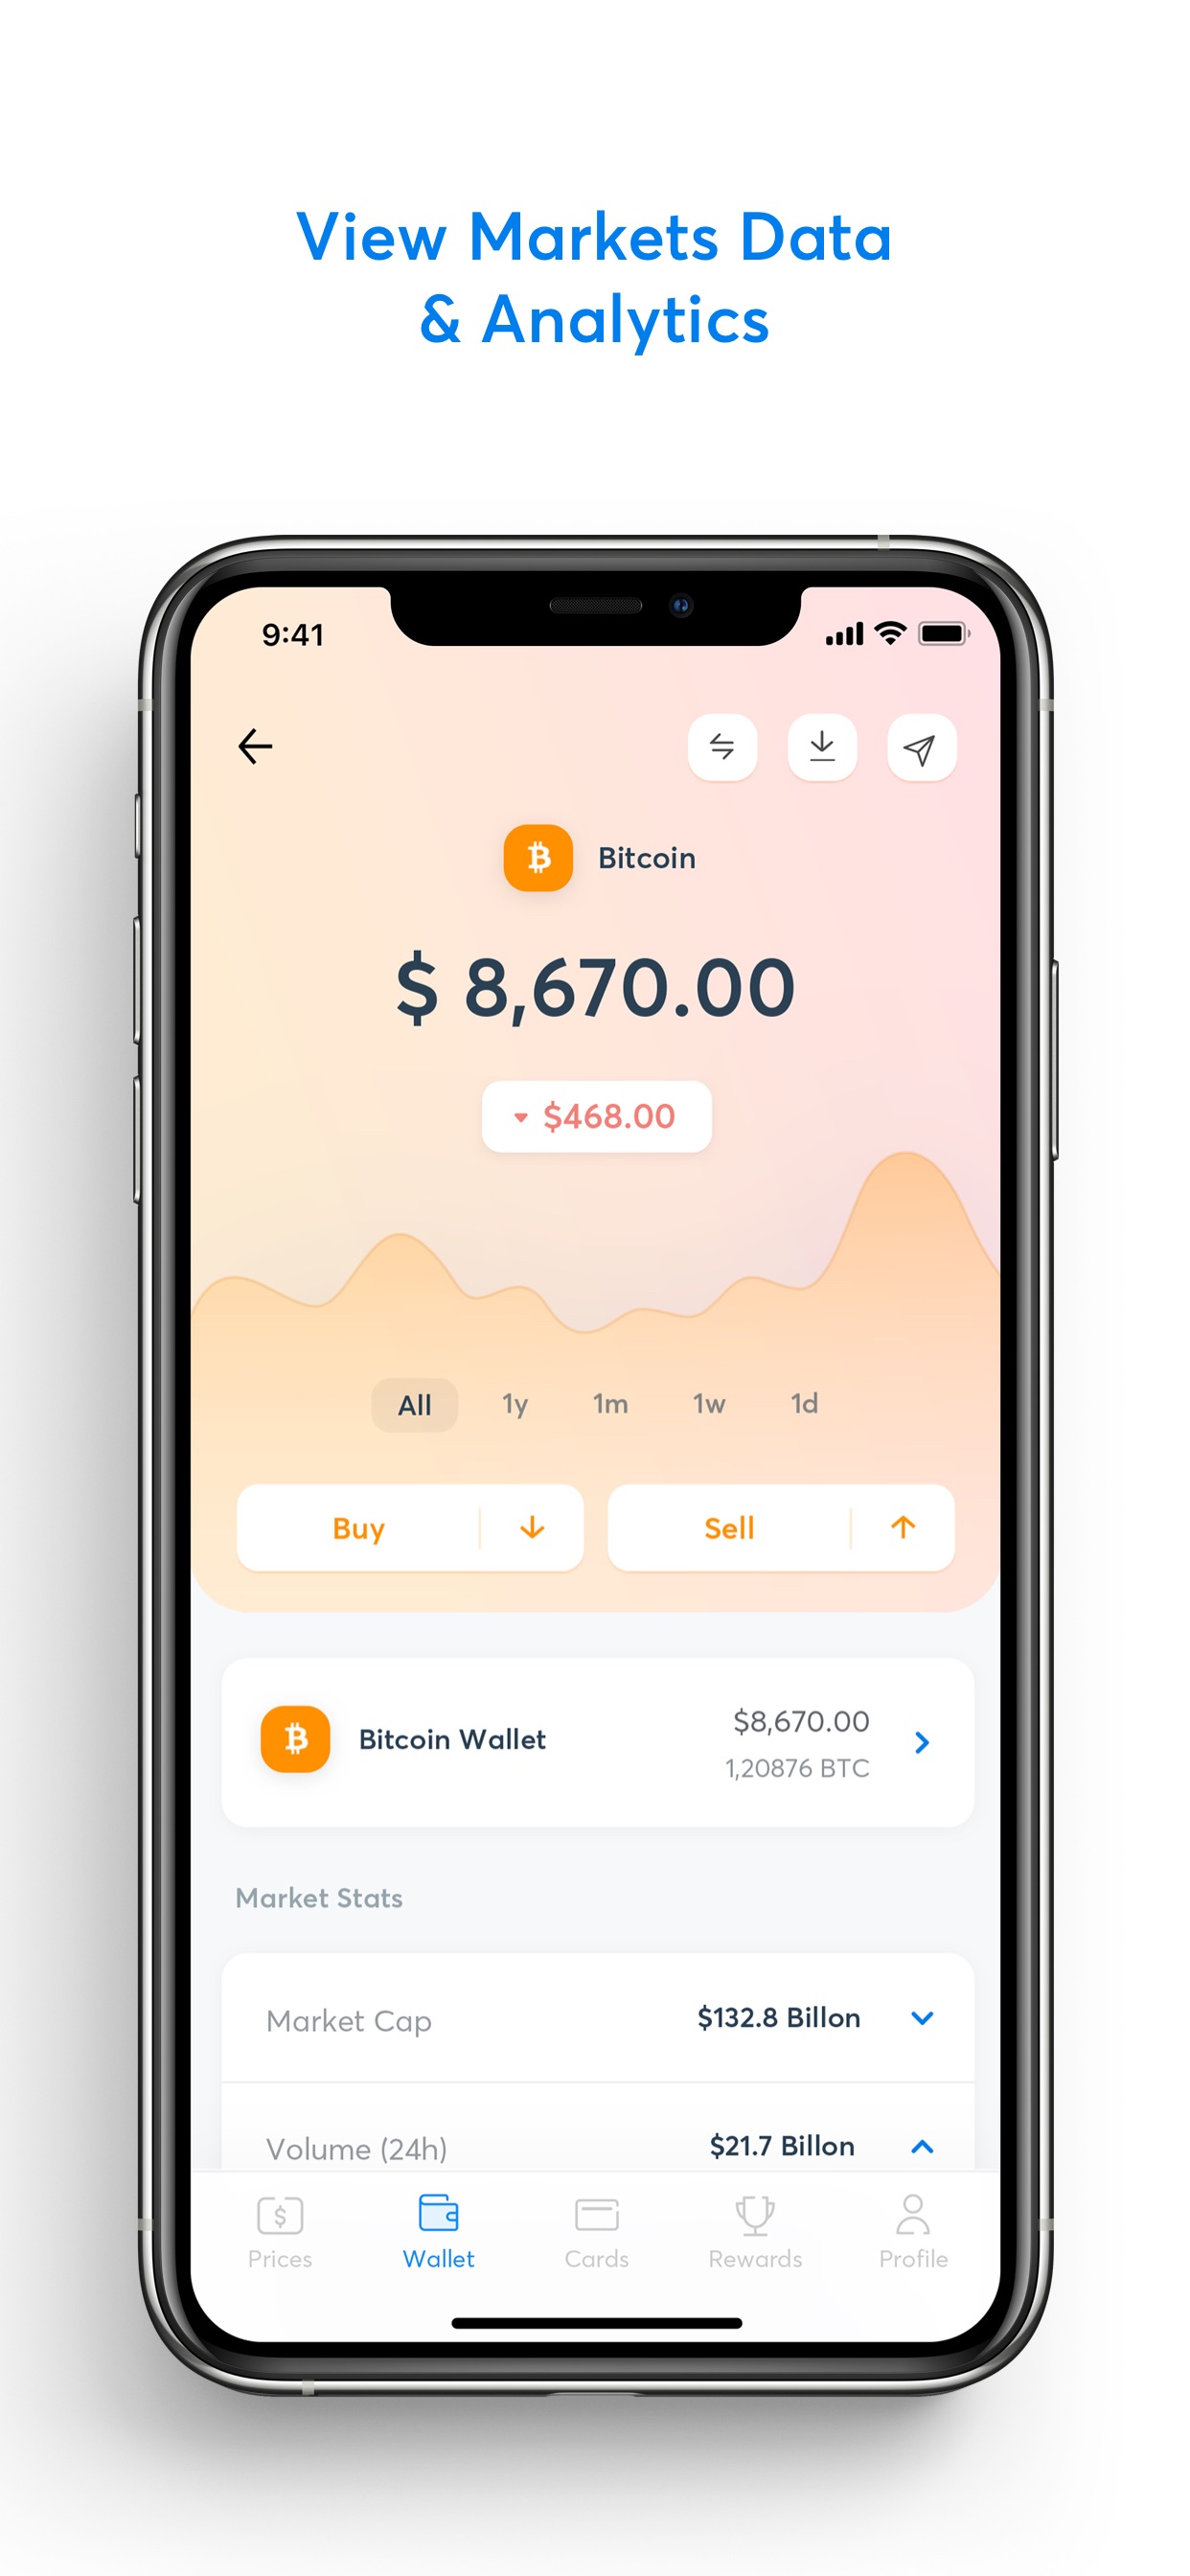 View Markets Data
& Analytics
9:41
Bitcoin
$ 8,670.00
$468.00
All 1y 1m 1w 1d
Buy Sell
Bitcoin Wallet
$8,670.00
1,20876 BTC
Market Stats
Market Cap $132.8 Billon
Volume (24h) $21.7 Billon
Prices Wallet Cards Rewards Profile